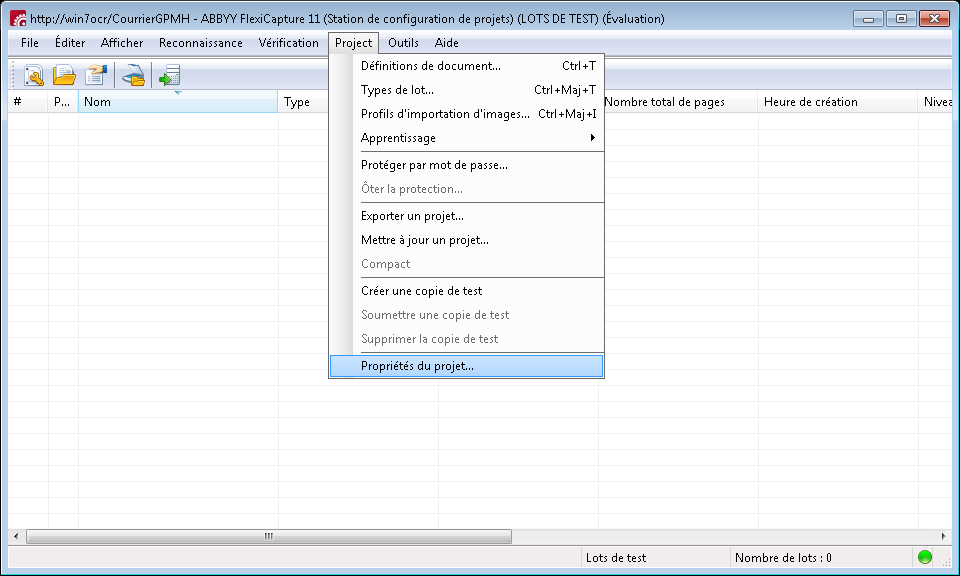 http://win7ocr/CourrierGPMH - ABBYY FlexiCapture 11 (Station de configuration de projets) (LOTS DE TEST) (Évaluation)
File Éditer Afficher Reconnaissance Vérification Project Outils Aide
# P... Nom Type Nombre total de pages Heure de création Nivea
Définitions de document... Ctrl+T
Types de lot... Ctrl+Maj+T
Profils d'importation d'images... Ctrl+Maj+I
Apprentissage
Protéger par mot de passe...
Ôter la protection...
Exporter un projet...
Mettre à jour un projet...
Compact
Créer une copie de test
Soumettre une copie de test
Supprimer la copie de test
Propriétés du projet...
Lots de test Nombre de lots : 0